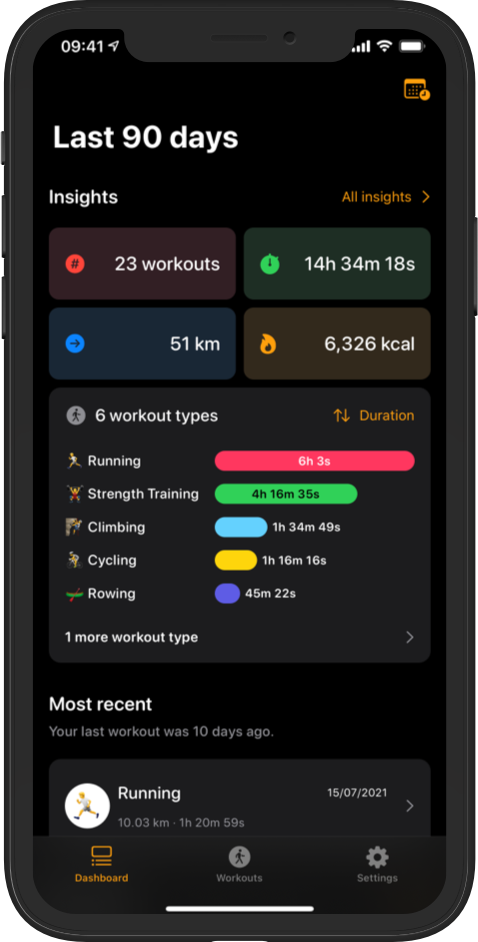 09:41
Last 90 days
Insights
All insights
# 23 workouts
14h 34m 18s
51 km
6,326 kcal
6 workout types
Duration
Running
6h 3s
Strength Training
4h 16m 35s
Climbing
1h 34m 49s
Cycling
1h 16m 16s
Rowing
45m 22s
1 more workout type
Most recent
Your last workout was 10 days ago.
Running
15/07/2021
10.03 km · 1h 20m 59s
Dashboard
Workouts
Settings